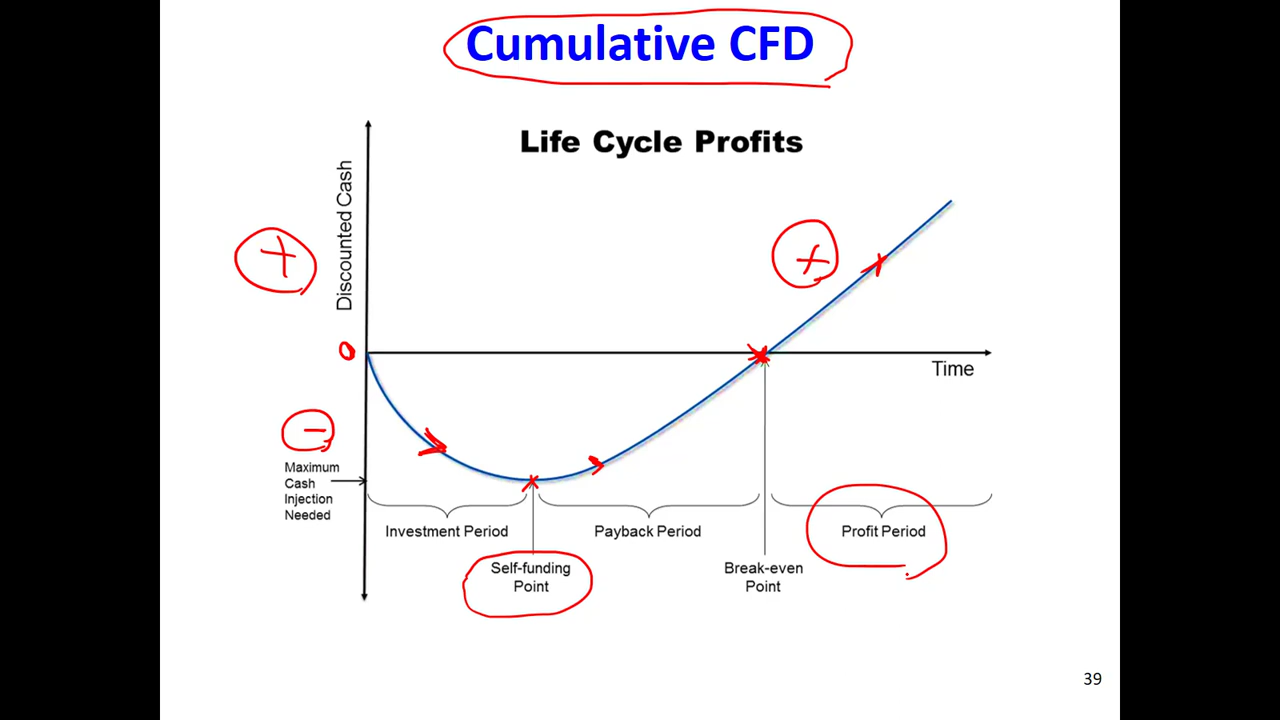 Cumulative CFD
Life Cycle Profits
Discounted Cash
+
+
0
Time
-
Maximum
Cash
Injection
Needed
Investment Period
Payback Period
Profit Period
Self-funding
Point
Break-even
Point
39